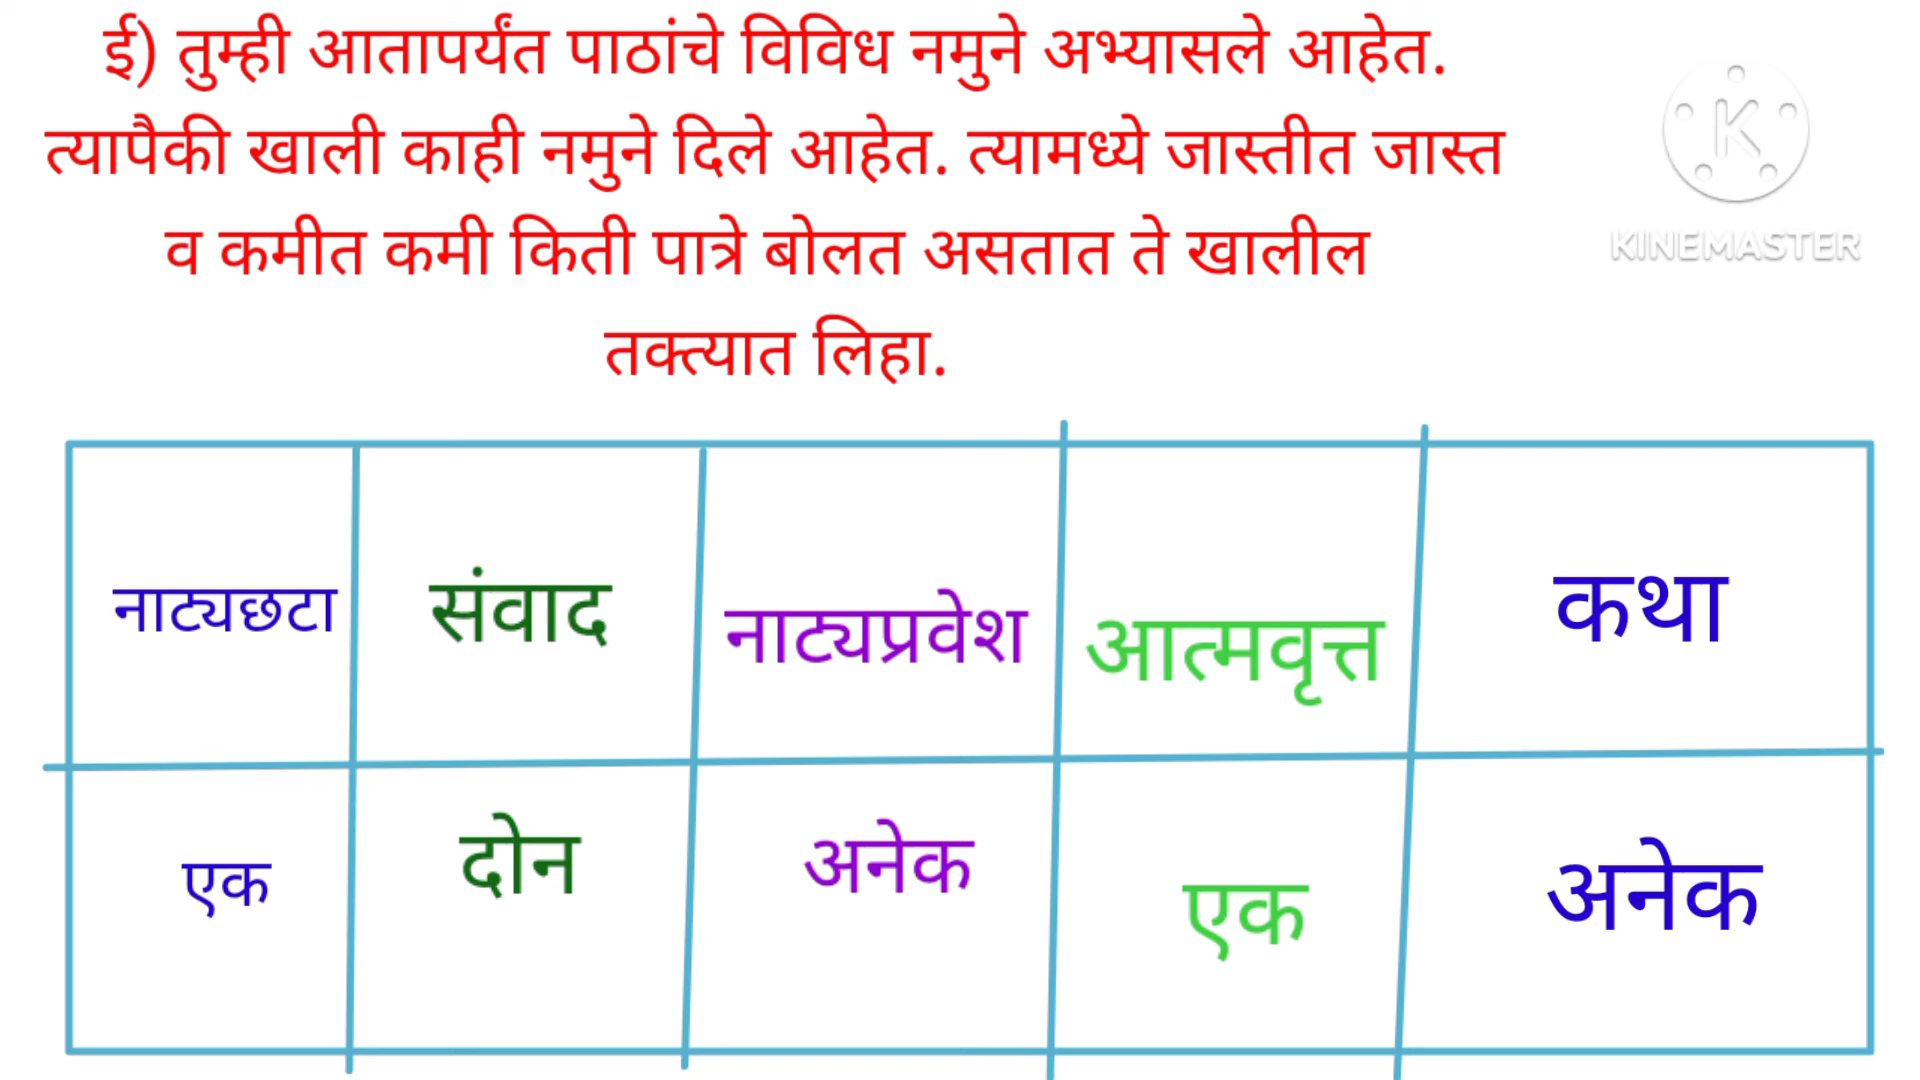 ई) तुम्ही आतापर्यंत पाठांचे विविध नमुने अभ्यासले आहेत.
त्यापैकी खाली काही नमुने दिले आहेत. त्यामध्ये जास्तीत जास्त
व कमीत कमी किती पात्रे बोलत असतात ते खालील
तक्त्यात लिहा.
K
KINEMASTER
नाट्यछटा संवाद नाट्यप्रवेश आत्मवृत्त कथा
एक दोन अनेक एक अनेक